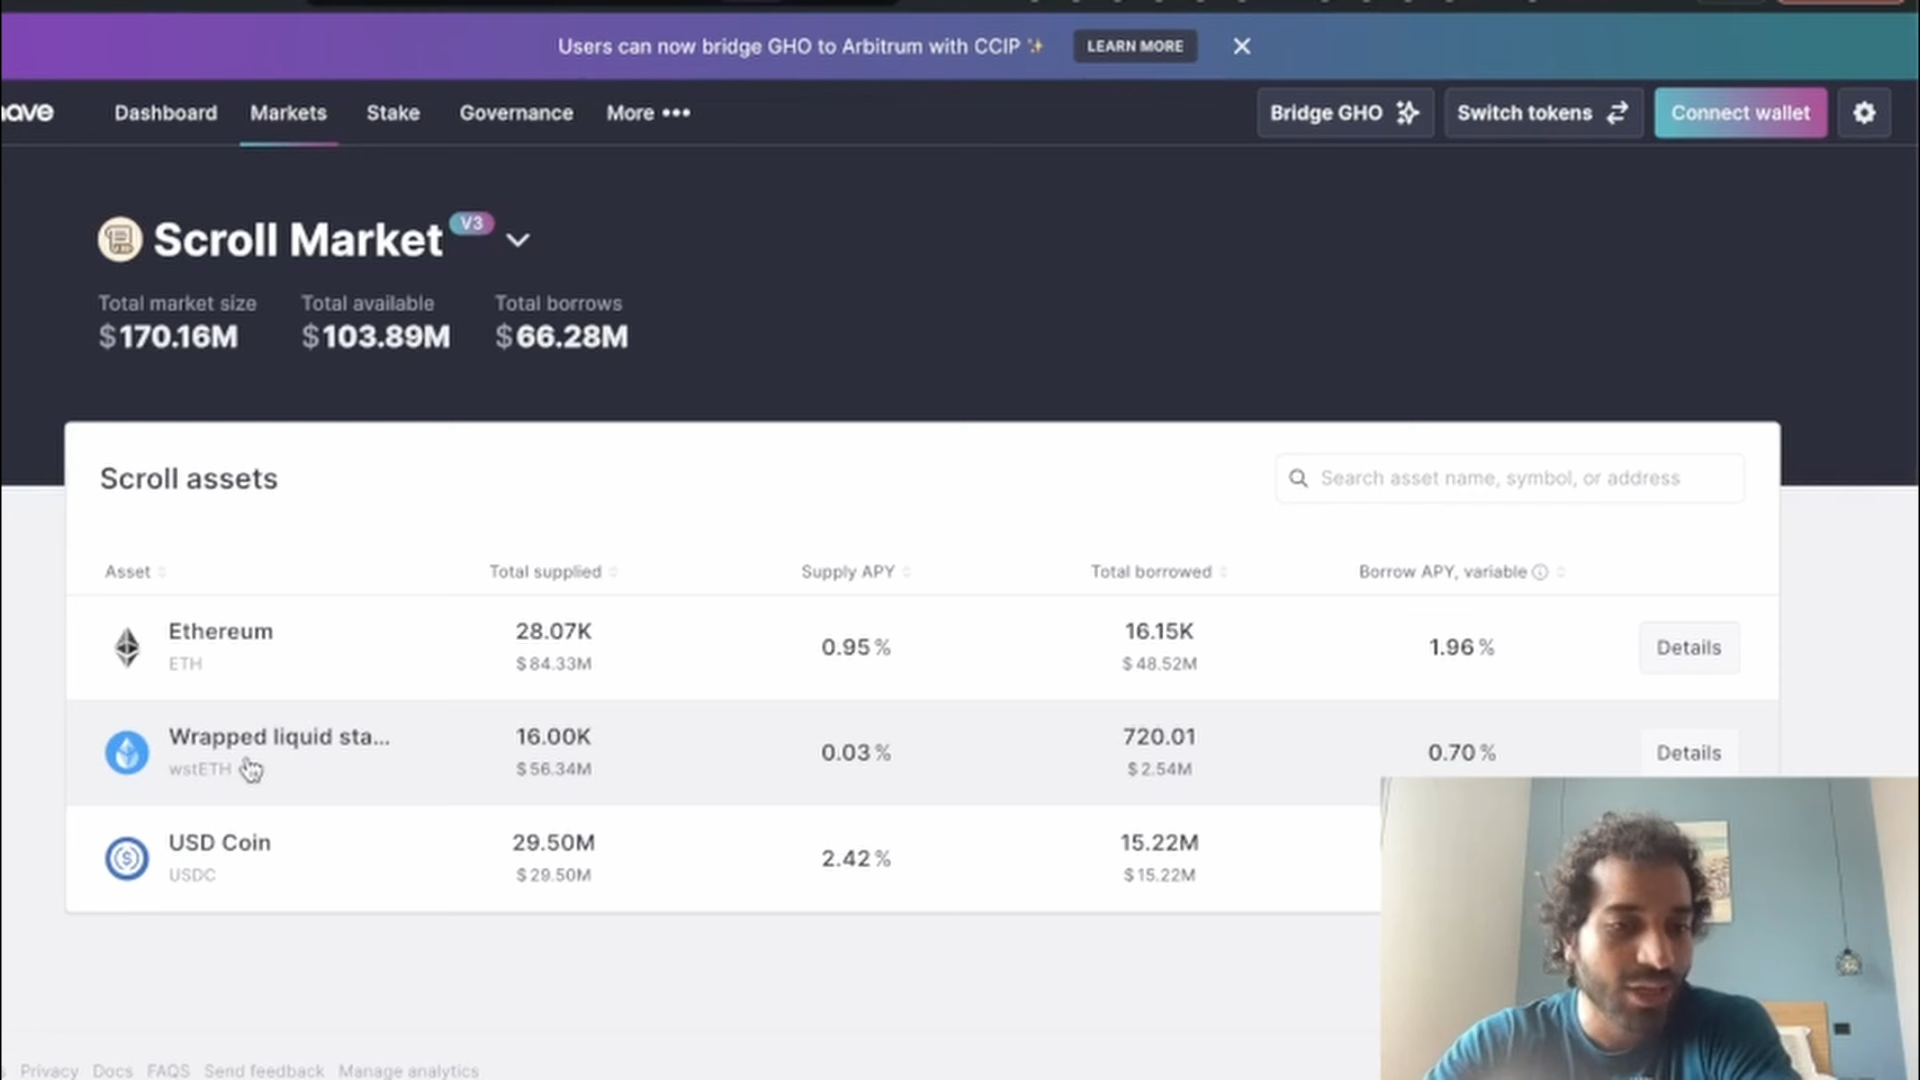 Users can now bridge GHO to Arbitrum with CCIP ✨ LEARN MORE
aave Dashboard Markets Stake Governance More ••• Bridge GHO Switch tokens Connect wallet
Scroll Market V3
Total market size Total available Total borrows
$170.16M $103.89M $66.28M
Scroll assets Search asset name, symbol, or address
Asset Total supplied Supply APY Total borrowed Borrow APY, variable
Ethereum 28.07K 0.95% 16.15K 1.96% Details
ETH $84.33M $48.52M
Wrapped liquid sta... 16.00K 0.03% 720.01 0.70% Details
wstETH $56.34M $2.54M
USD Coin 29.50M 2.42% 15.22M
USDC $29.50M $15.22M
Privacy Docs FAQS Send feedback Manage analytics